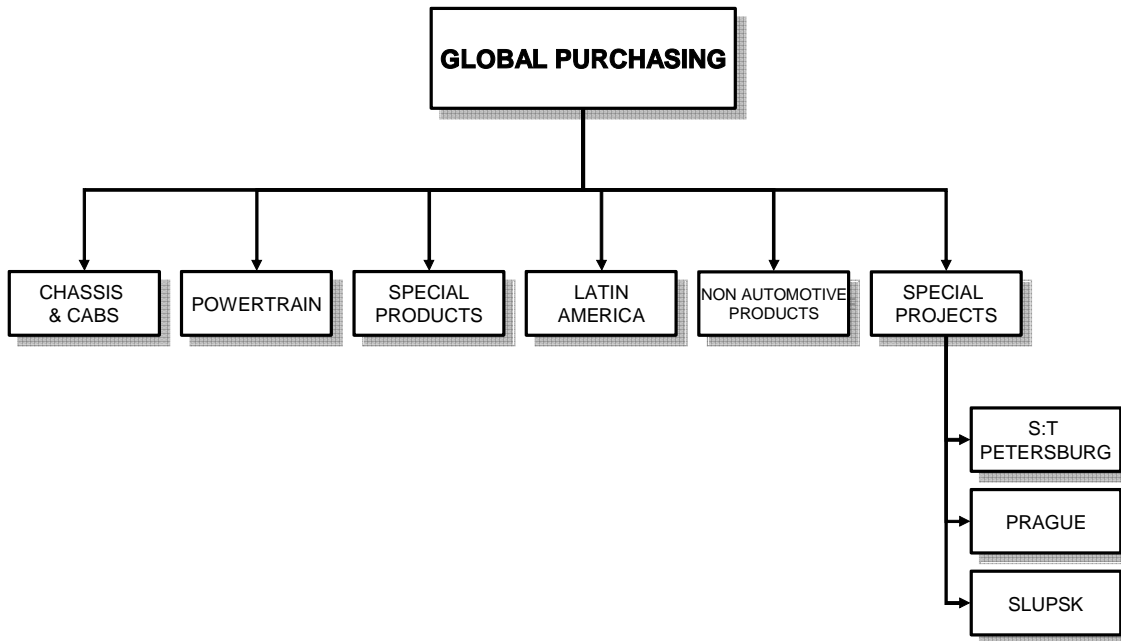 GLOBAL PURCHASING
CHASSIS
& CABS
POWERTRAIN
SPECIAL
PRODUCTS
LATIN
AMERICA
NON AUTOMOTIVE
PRODUCTS
SPECIAL
PROJECTS
S:T
PETERSBURG
PRAGUE
SLUPSK